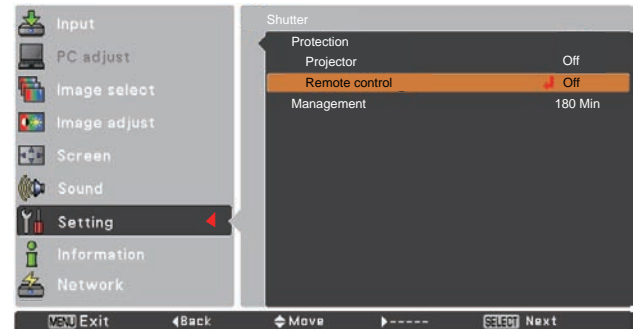 Input
PC adjust
Image select
Image adjust
Screen
Sound
Setting
Information
Network
Shutter
Protection
Projector Off
Remote control Off
Management 180 Min
MENU Exit Back Move ----- SELECT Next